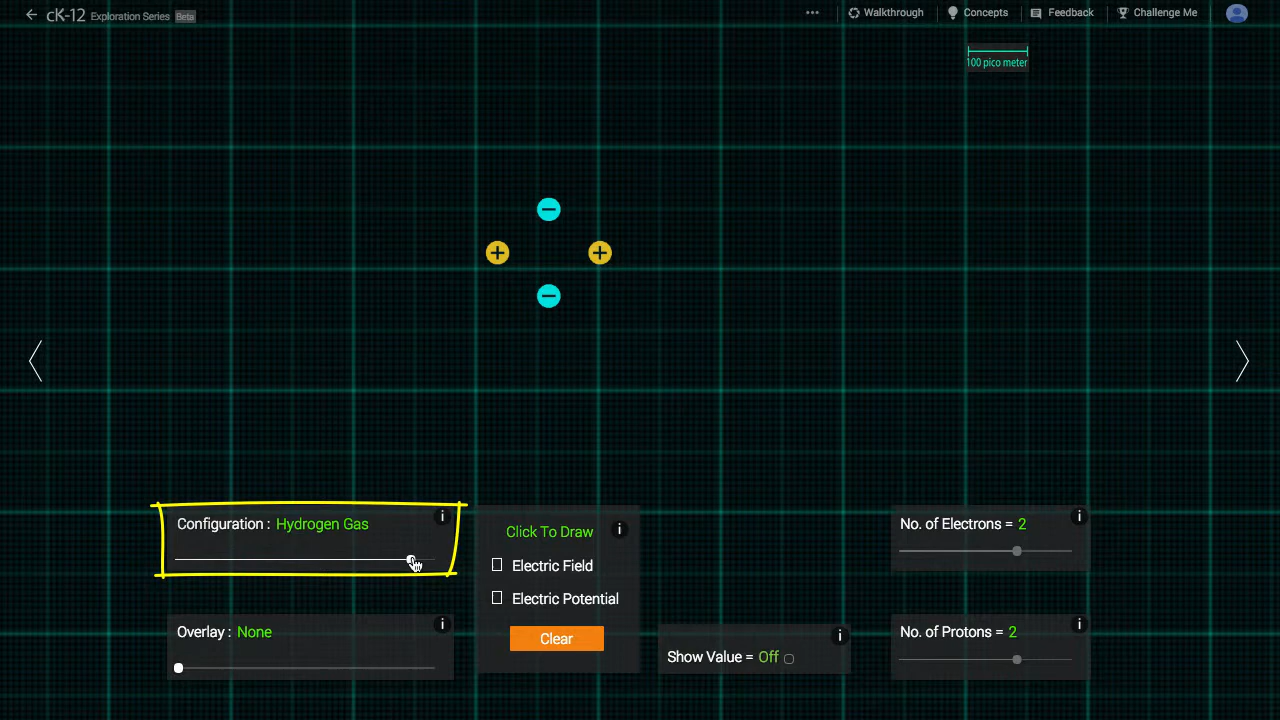 cK-12 Exploration Series Beta
••• Walkthrough Concepts Feedback Challenge Me
100 pico meter
Configuration : Hydrogen Gas i
Overlay : None i
Click To Draw i
Electric Field
Electric Potential
Clear
Show Value = Off i
No. of Electrons = 2 i
No. of Protons = 2 i